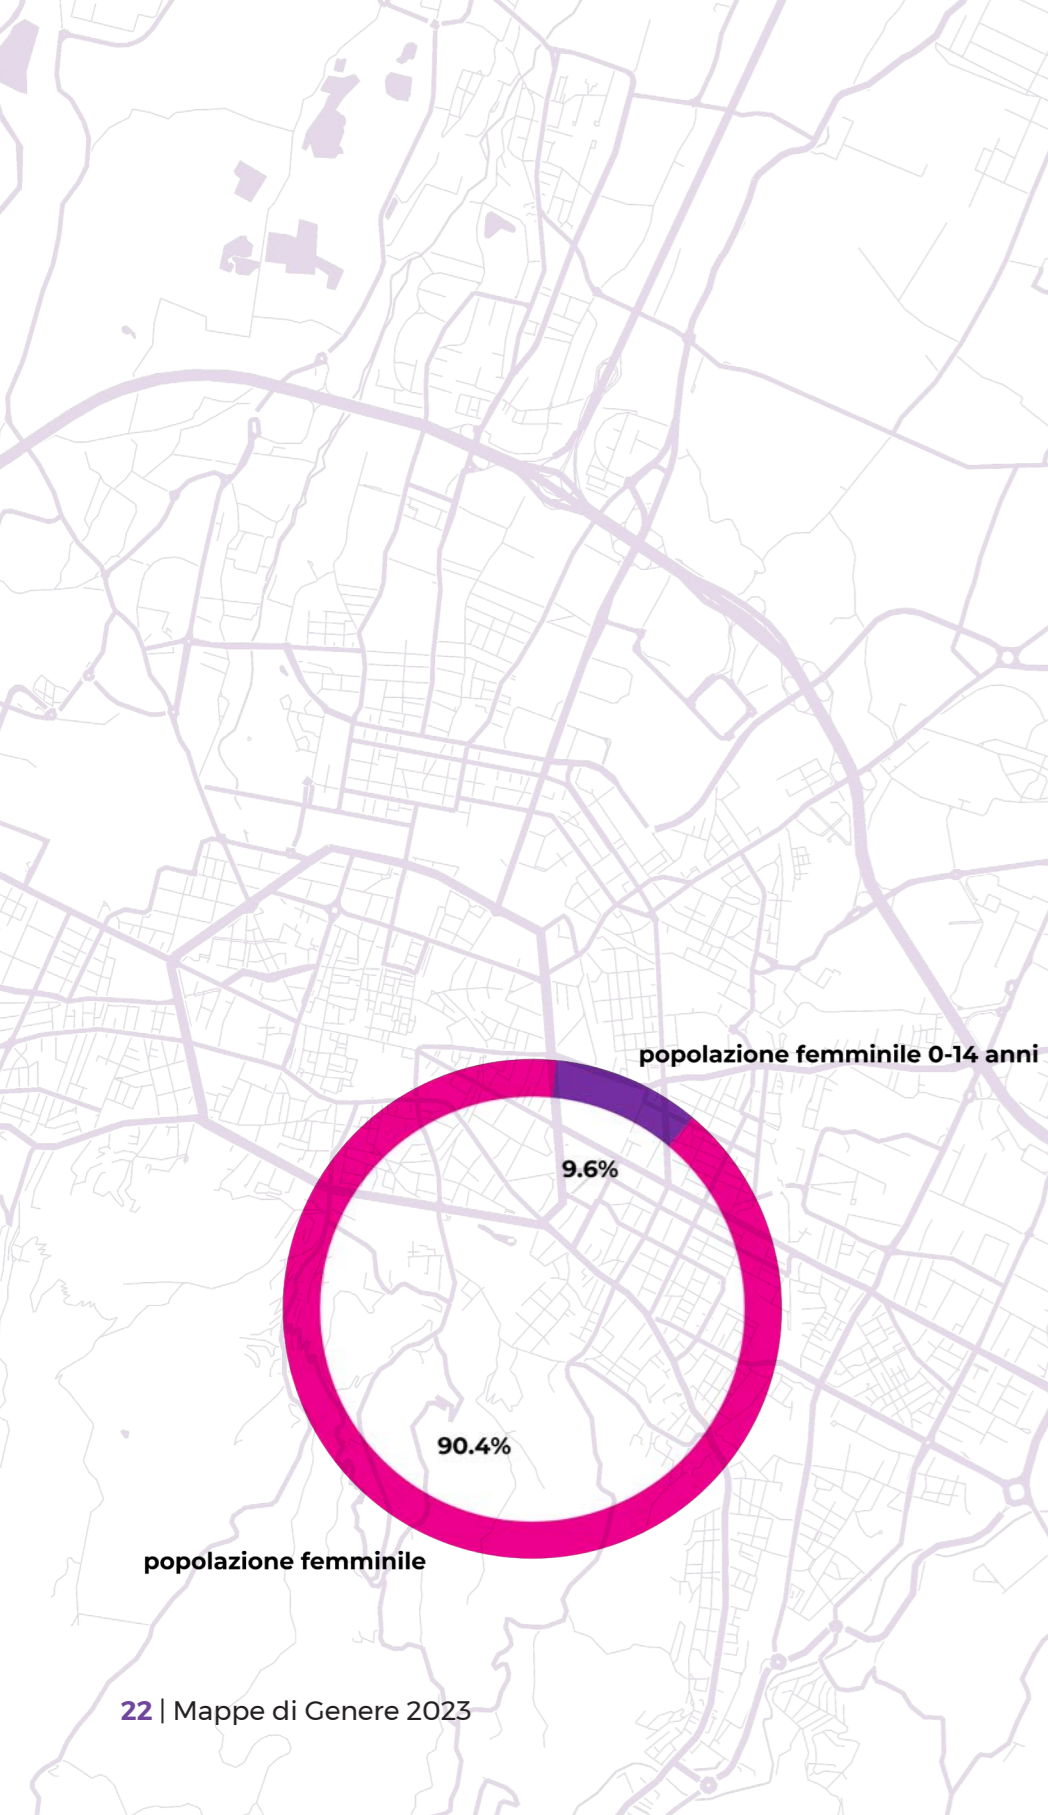 popolazione femminile 0-14 anni
9.6%
90.4%
popolazione femminile
22 | Mappe di Genere 2023